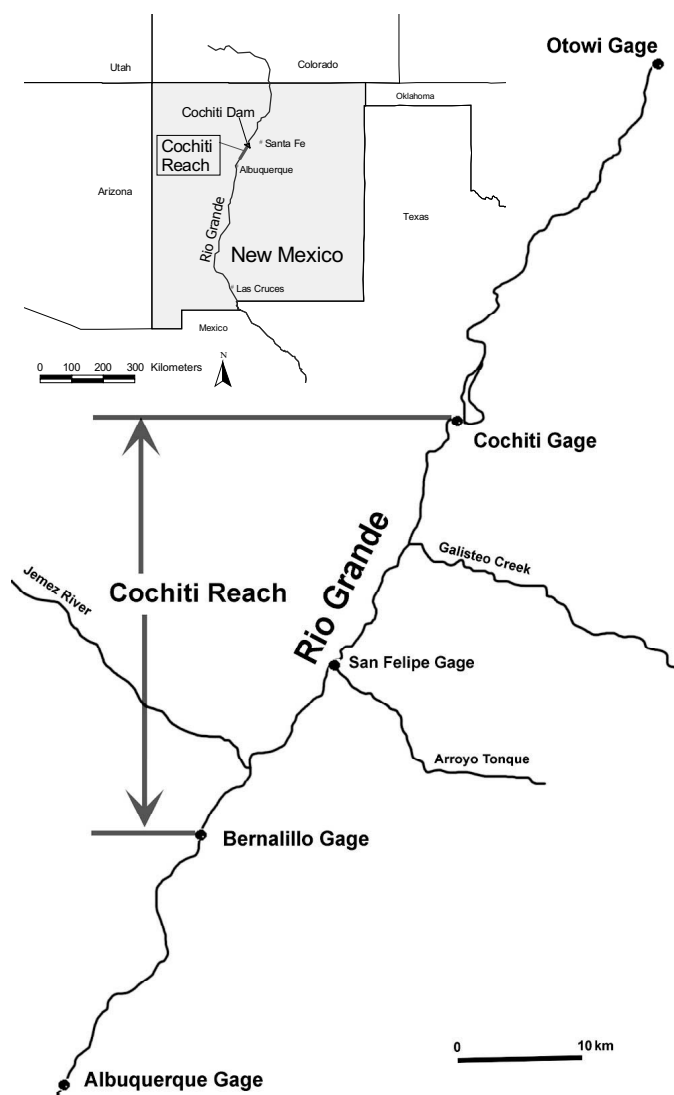 Utah
Colorado
Oklahoma
Cochiti Dam
Cochiti
Reach
Santa Fe
Albuquerque
Arizona
Texas
Rio Grande
New Mexico
Las Cruces
Mexico
N
0 100 200 300 Kilometers
Otowi Gage
Cochiti Gage
Rio Grande
Galisteo Creek
Jemez River
Cochiti Reach
San Felipe Gage
Arroyo Tonque
Bernalillo Gage
0 10 km
Albuquerque Gage